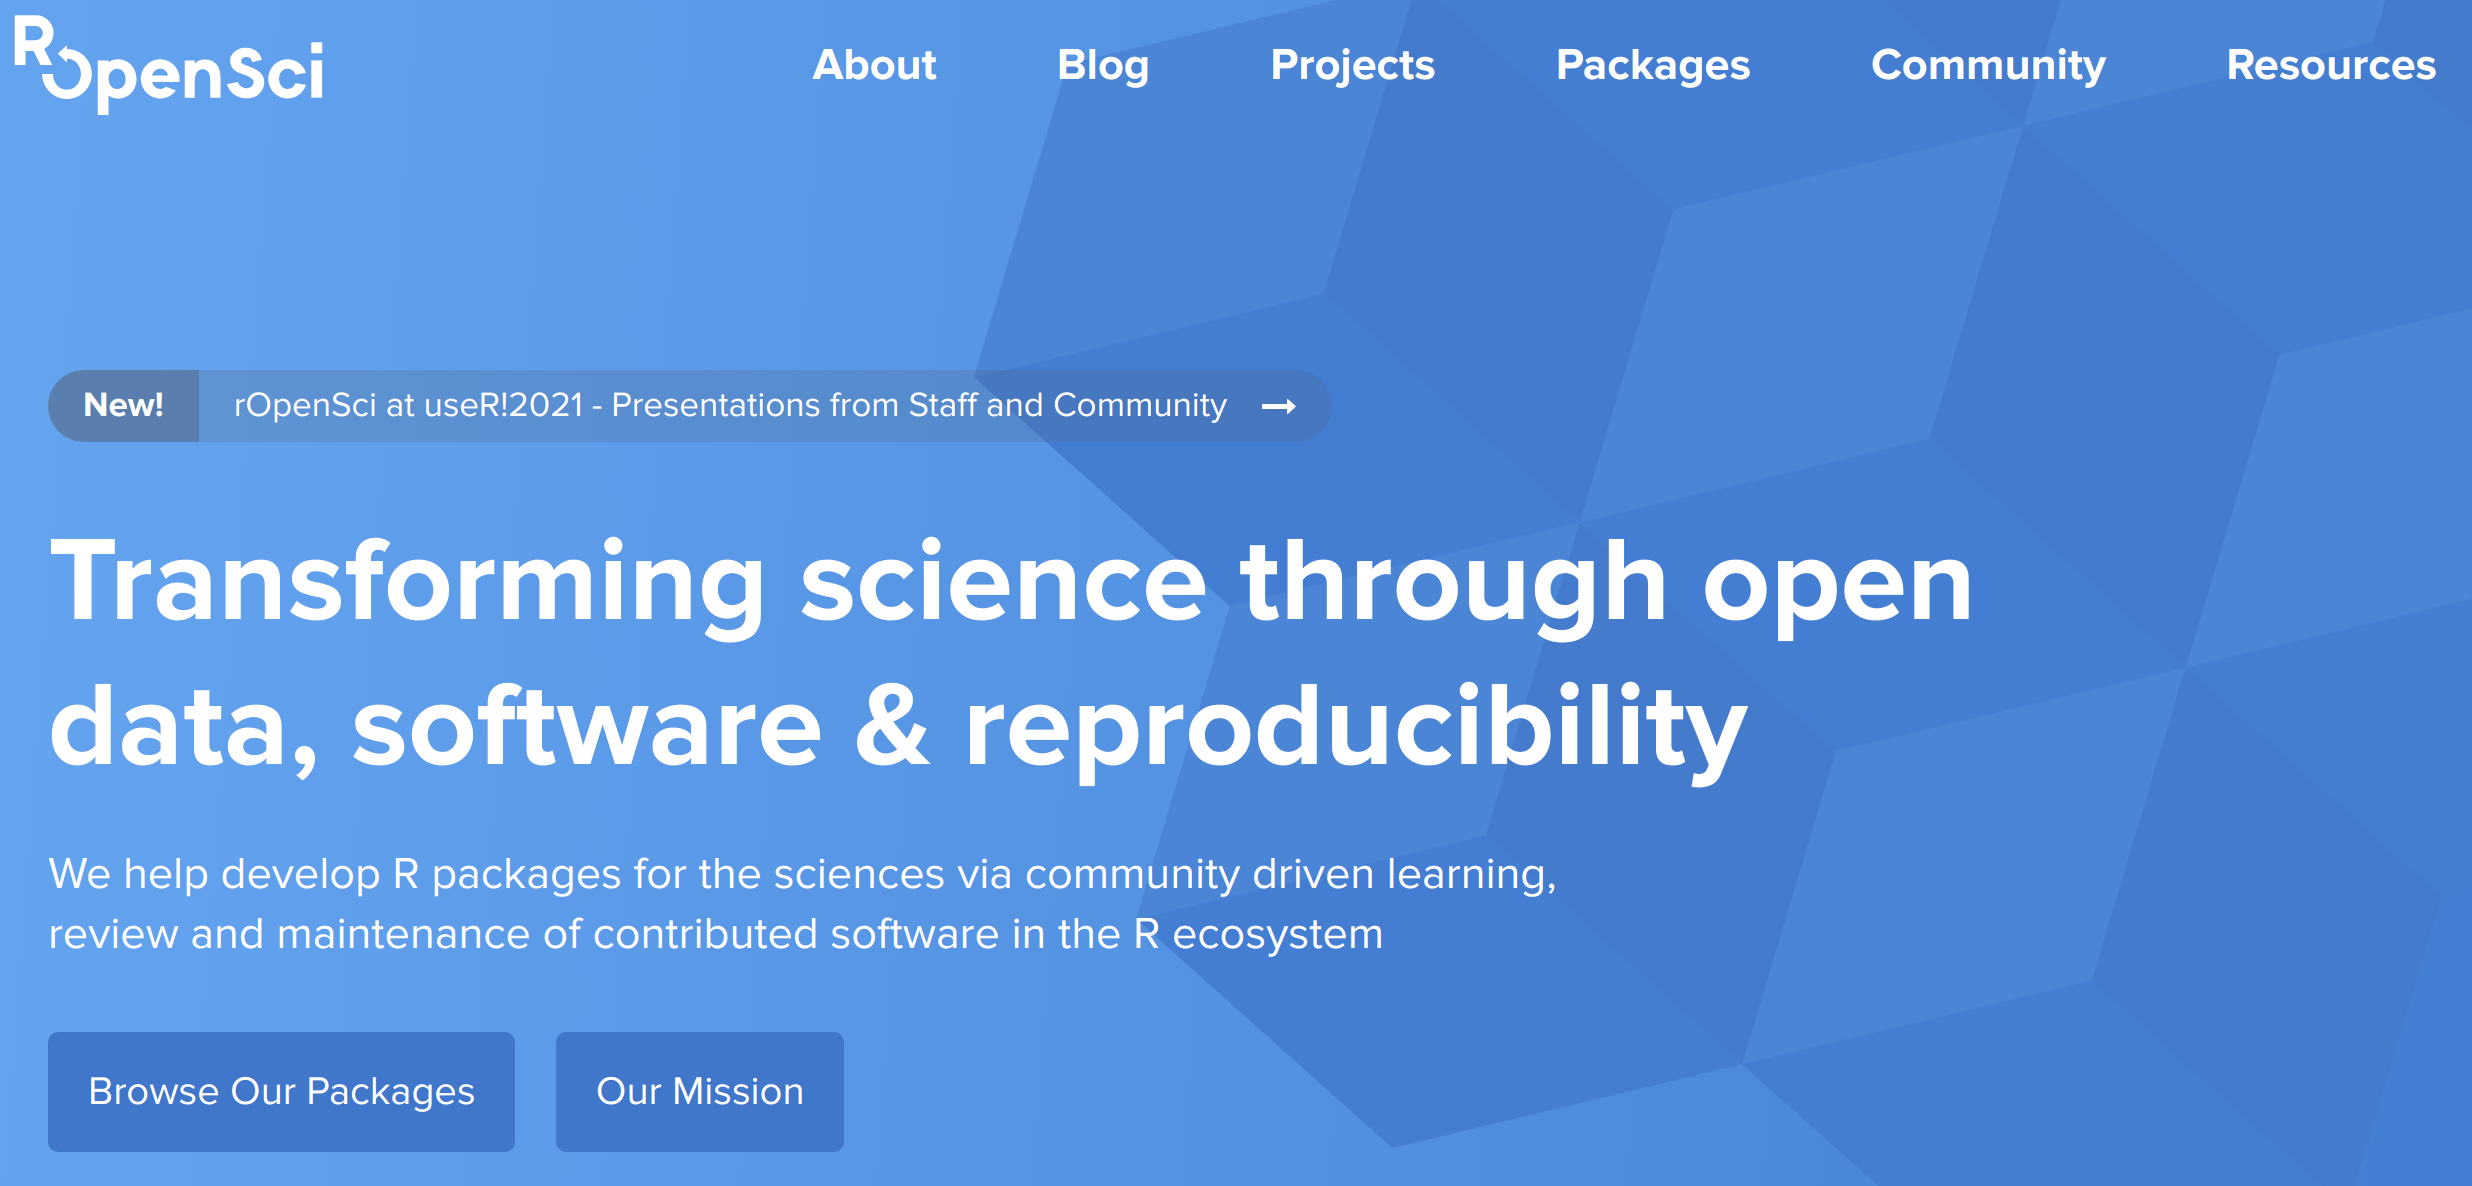 ROpenSci
About Blog Projects Packages Community Resources
New! rOpenSci at useR!2021 - Presentations from Staff and Community →
Transforming science through open
data, software & reproducibility
We help develop R packages for the sciences via community driven learning,
review and maintenance of contributed software in the R ecosystem
Browse Our Packages Our Mission